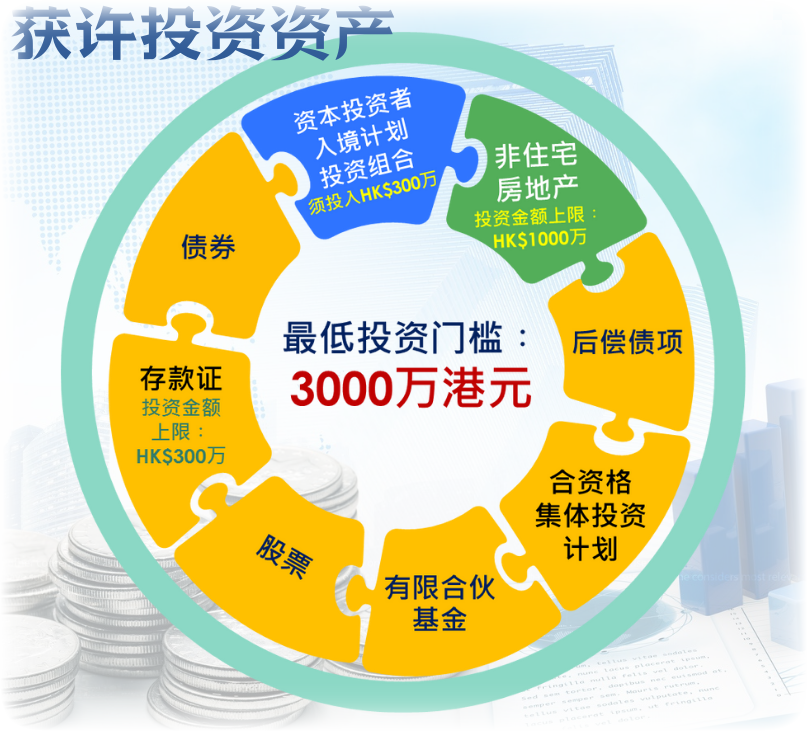 获许投资资产
资本投资者
入境计划
投资组合
须投入HK$300万
非住宅
房地产
投资金额上限：
HK$1000万
债券
后偿债项
最低投资门槛：
3000万港元
存款证
投资金额
上限：
HK$300万
合资格
集体投资
计划
股票
有限合伙
基金